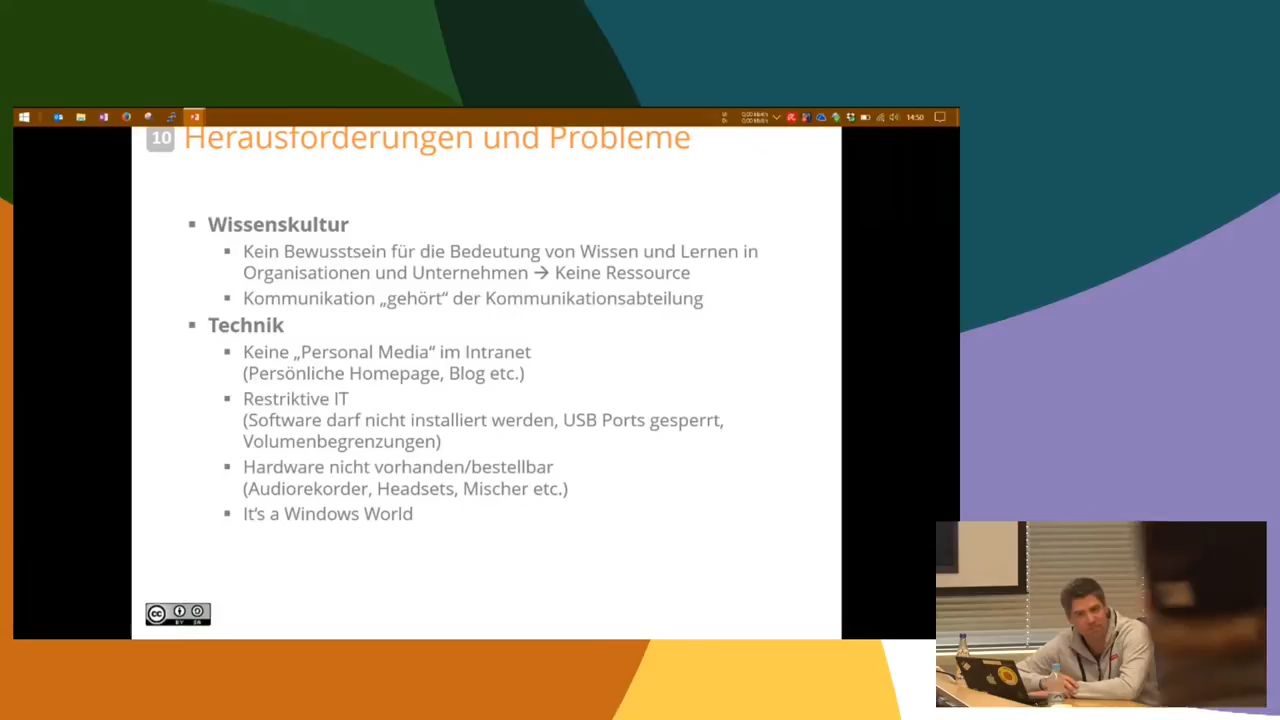 14:50
10 Herausforderungen und Probleme
Wissenskultur
Kein Bewusstsein für die Bedeutung von Wissen und Lernen in
Organisationen und Unternehmen → Keine Ressource
Kommunikation „gehört“ der Kommunikationsabteilung
Technik
Keine „Personal Media“ im Intranet
(Persönliche Homepage, Blog etc.)
Restriktive IT
(Software darf nicht installiert werden, USB Ports gesperrt,
Volumenbegrenzungen)
Hardware nicht vorhanden/bestellbar
(Audiorekorder, Headsets, Mischer etc.)
It’s a Windows World
cc
BY SA